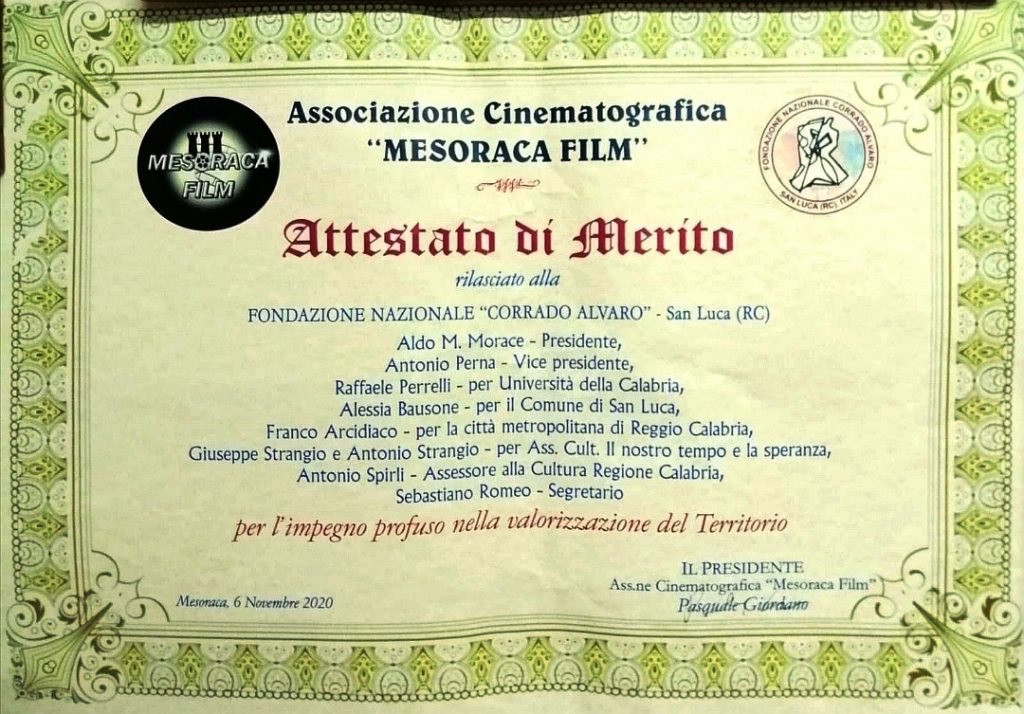 Associazione Cinematografica
"MESORACA FILM"
MESORACA
FILM
FONDAZIONE NAZIONALE CORRADO ALVARO
SAN LUCA (RC), ITALY
Attestato di Merito
rilasciato alla
FONDAZIONE NAZIONALE "CORRADO ALVARO" - San Luca (RC)
Aldo M. Morace - Presidente,
Antonio Perna - Vice presidente,
Raffaele Perrelli - per Università della Calabria,
Alessia Bausone - per il Comune di San Luca,
Franco Arcidiaco - per la città metropolitana di Reggio Calabria,
Giuseppe Strangio e Antonio Strangio - per Ass. Cult. Il nostro tempo e la speranza,
Antonio Spirli - Assessore alla Cultura Regione Calabria,
Sebastiano Romeo - Segretario
per l'impegno profuso nella valorizzazione del Territorio
IL PRESIDENTE
Ass.ne Cinematografica "Mesoraca Film"
Pasquale Giordano
Mesoraca, 6 Novembre 2020